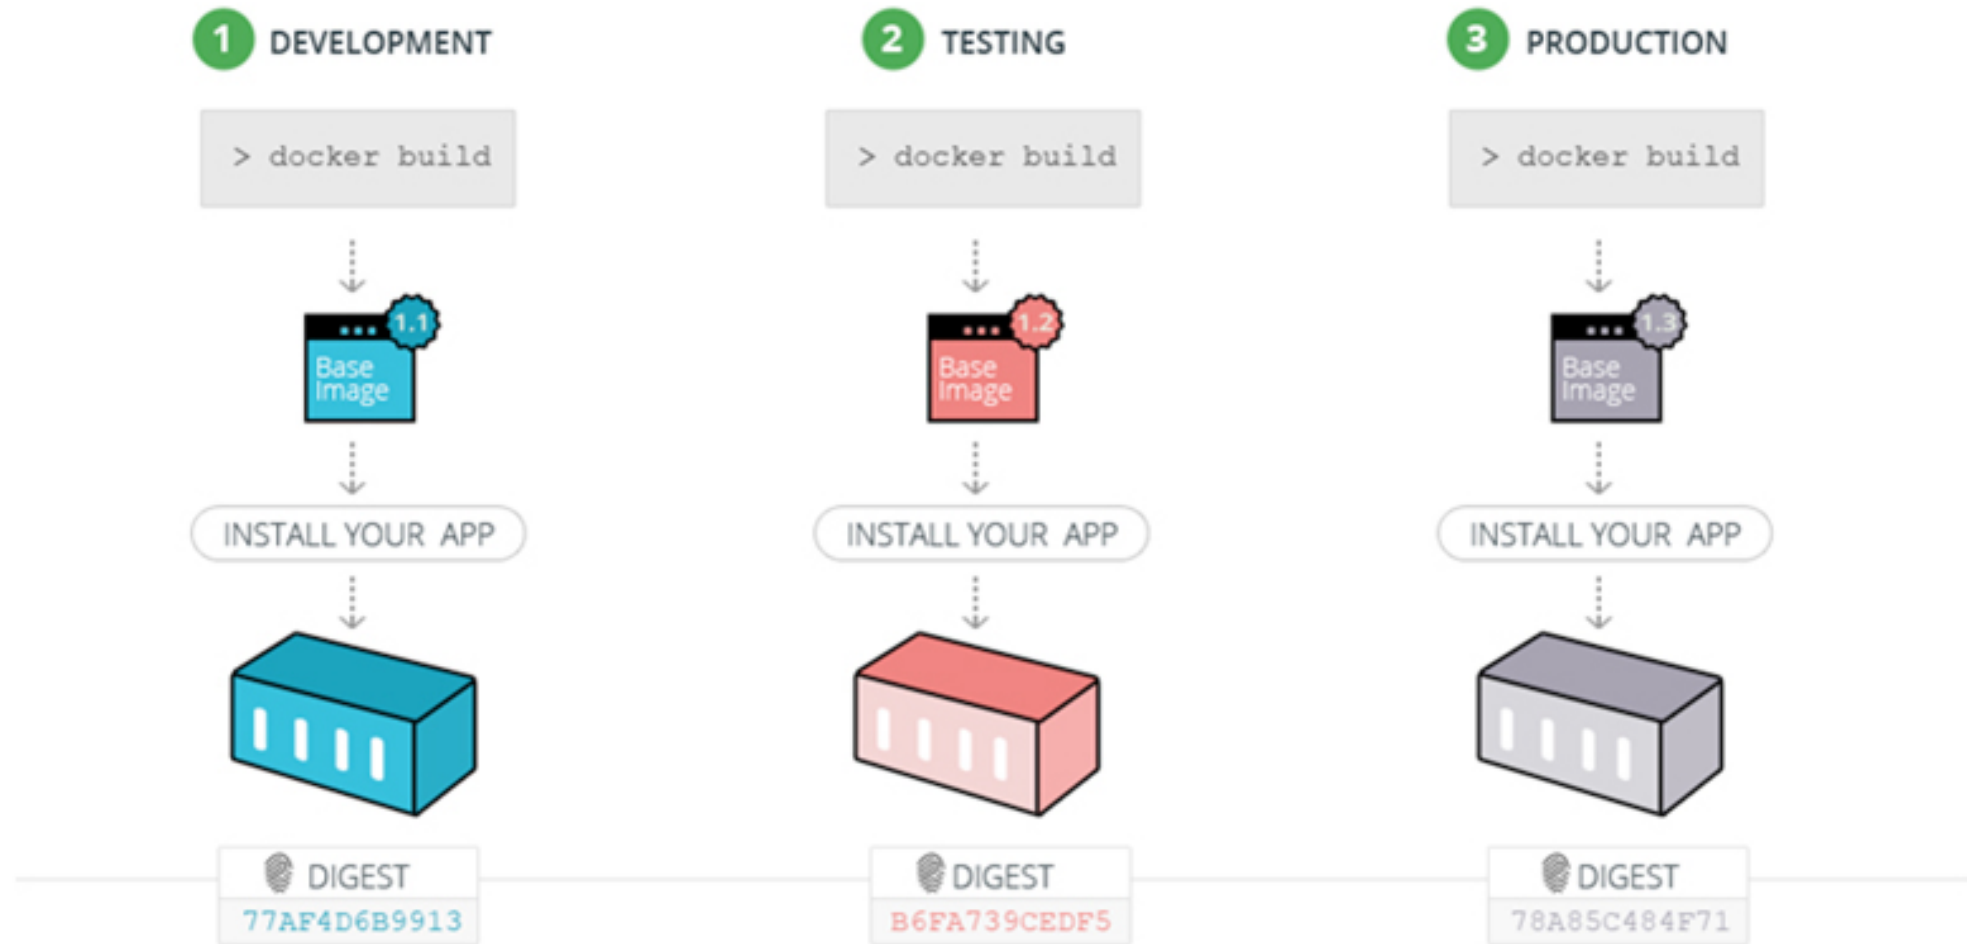 1 DEVELOPMENT
> docker build
1.1
Base
Image
INSTALL YOUR APP
DIGEST
77AF4D6B9913
2 TESTING
> docker build
1.2
Base
Image
INSTALL YOUR APP
DIGEST
B6FA739CEDF5
3 PRODUCTION
> docker build
1.3
Base
Image
INSTALL YOUR APP
DIGEST
78A85C484F71